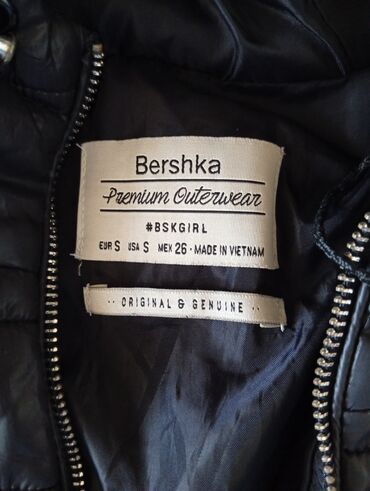 Bershka
Premium Outerwear
#BSKGIRL
EUR S USA S MEX 26 · MADE IN VIETNAM
·· ORIGINAL & GENUINE ··